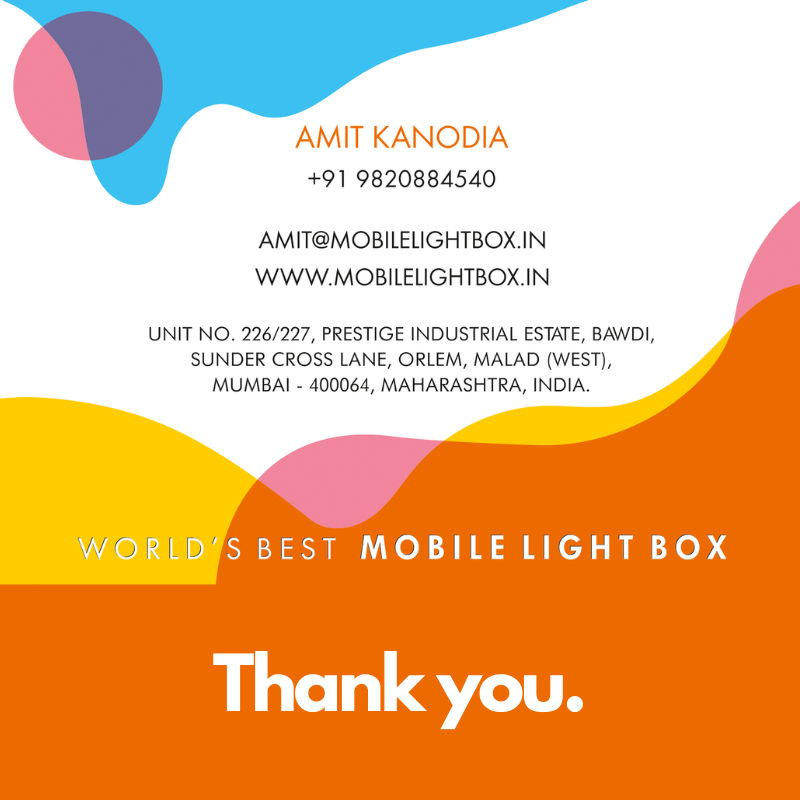 AMIT KANODIA
+91 9820884540
AMIT@MOBILELIGHTBOX.IN
WWW.MOBILELIGHTBOX.IN
UNIT NO. 226/227, PRESTIGE INDUSTRIAL ESTATE, BAWDI,
SUNDER CROSS LANE, ORLEM, MALAD (WEST),
MUMBAI - 400064, MAHARASHTRA, INDIA.
WORLD'S BEST MOBILE LIGHT BOX
Thank you.